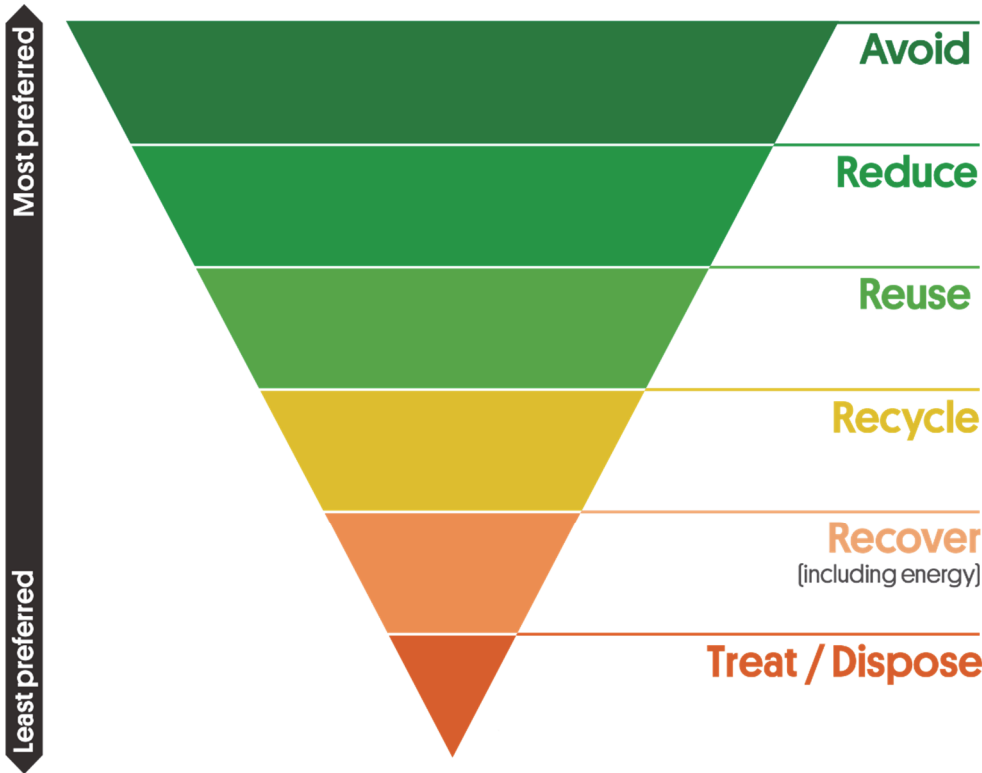 Most preferred
Avoid
Reduce
Reuse
Recycle
Recover
(including energy)
Treat / Dispose
Least preferred